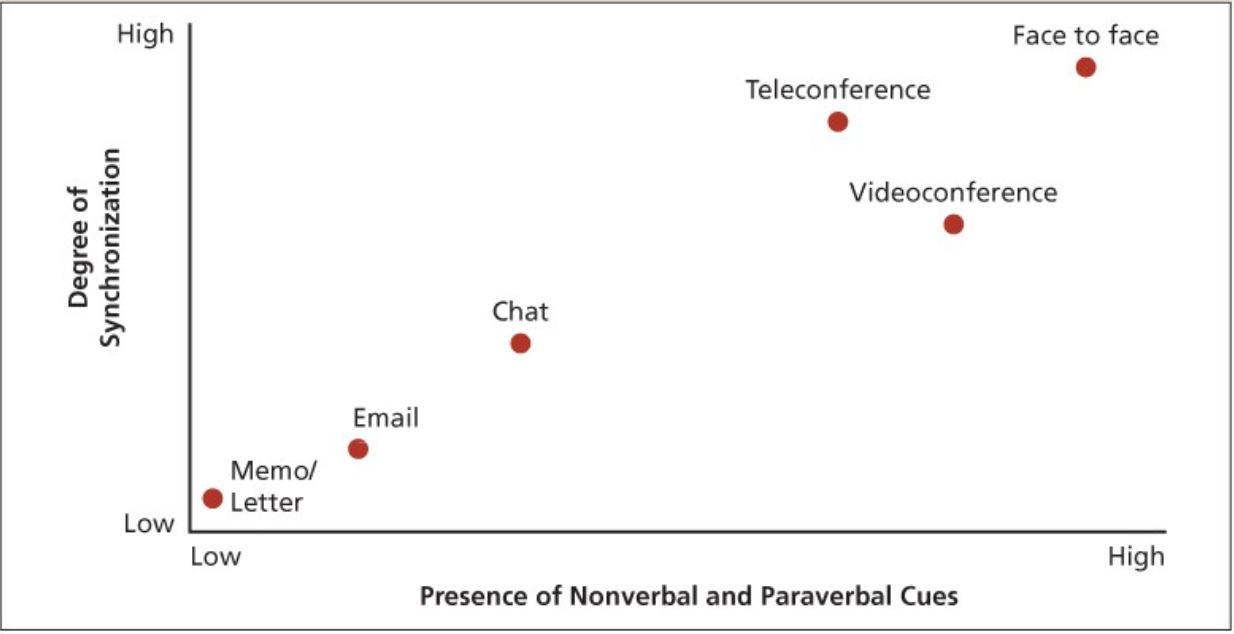 High
Face to face
Teleconference
Videoconference
Degree of
Synchronization
Chat
Email
Memo/
Letter
Low
Low
High
Presence of Nonverbal and Paraverbal Cues